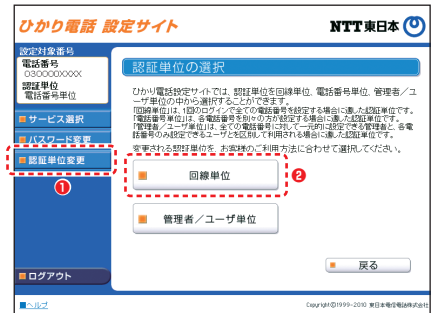 ひかり電話 設定サイト
NTT東日本
設定対象番号
電話番号
030000XXXX
認証単位
電話番号単位
サービス選択
パスワード変更
認証単位変更
1
ログアウト
ヘルプ
認証単位の選択
ひかり電話設定サイトでは、認証単位を回線単位、電話番号単位、管理者／ユ
ーザ単位の中から選択することができます。
「回線単位」は、1回のログインで全ての電話番号を設定する場合に適した認証単位です。
「電話番号単位」は、各電話番号を別々の方が設定する場合に適した認証単位です。
「管理者／ユーザ単位」は、全ての電話番号に対して一元的に設定できる管理者と、各電
話番号のみ設定できるユーザとを区別して利用される場合に適した認証単位です。
変更される認証単位を、お客様のご利用方法に合わせて選択してください。
回線単位
2
管理者／ユーザ単位
戻る
Copyright©1999-2010 東日本電信電話株式会社